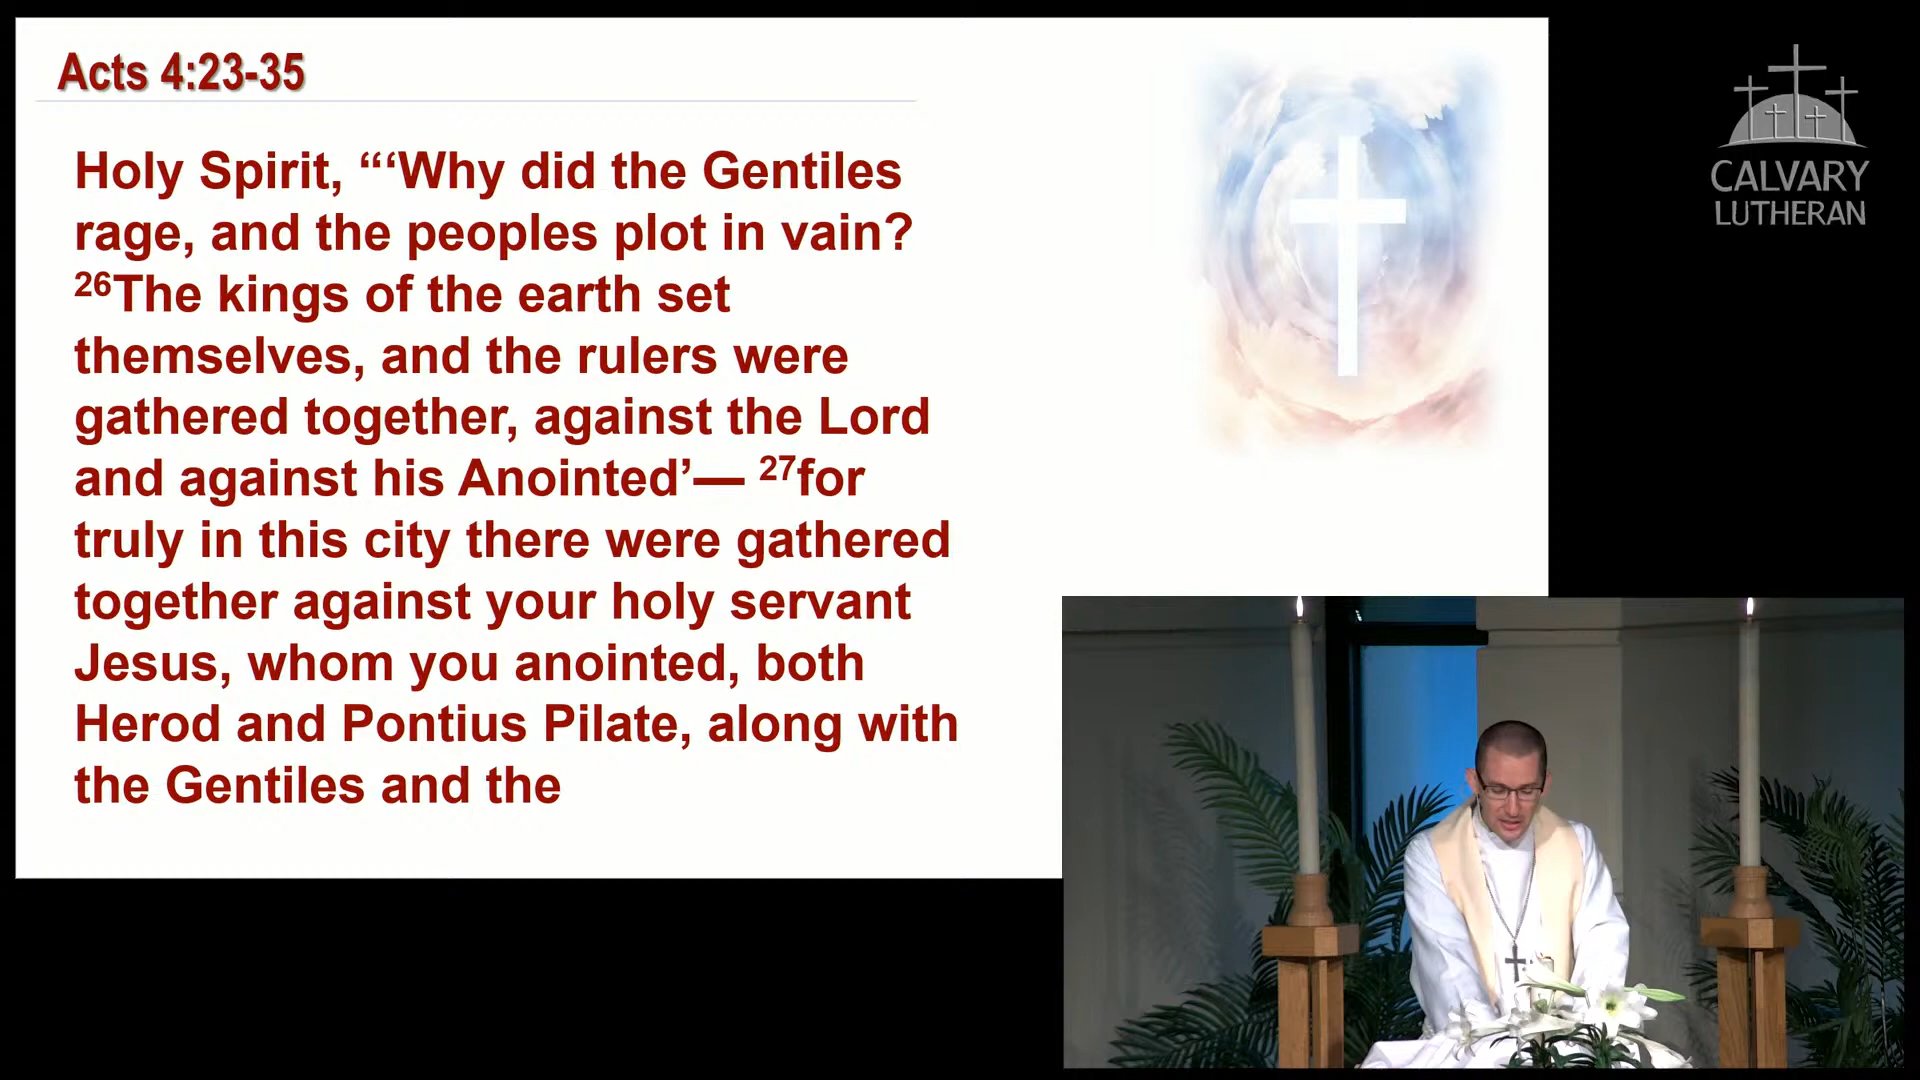 Acts 4:23-35
Holy Spirit, “‘Why did the Gentiles
rage, and the peoples plot in vain?
26The kings of the earth set
themselves, and the rulers were
gathered together, against the Lord
and against his Anointed’— 27for
truly in this city there were gathered
together against your holy servant
Jesus, whom you anointed, both
Herod and Pontius Pilate, along with
the Gentiles and the
CALVARY
LUTHERAN